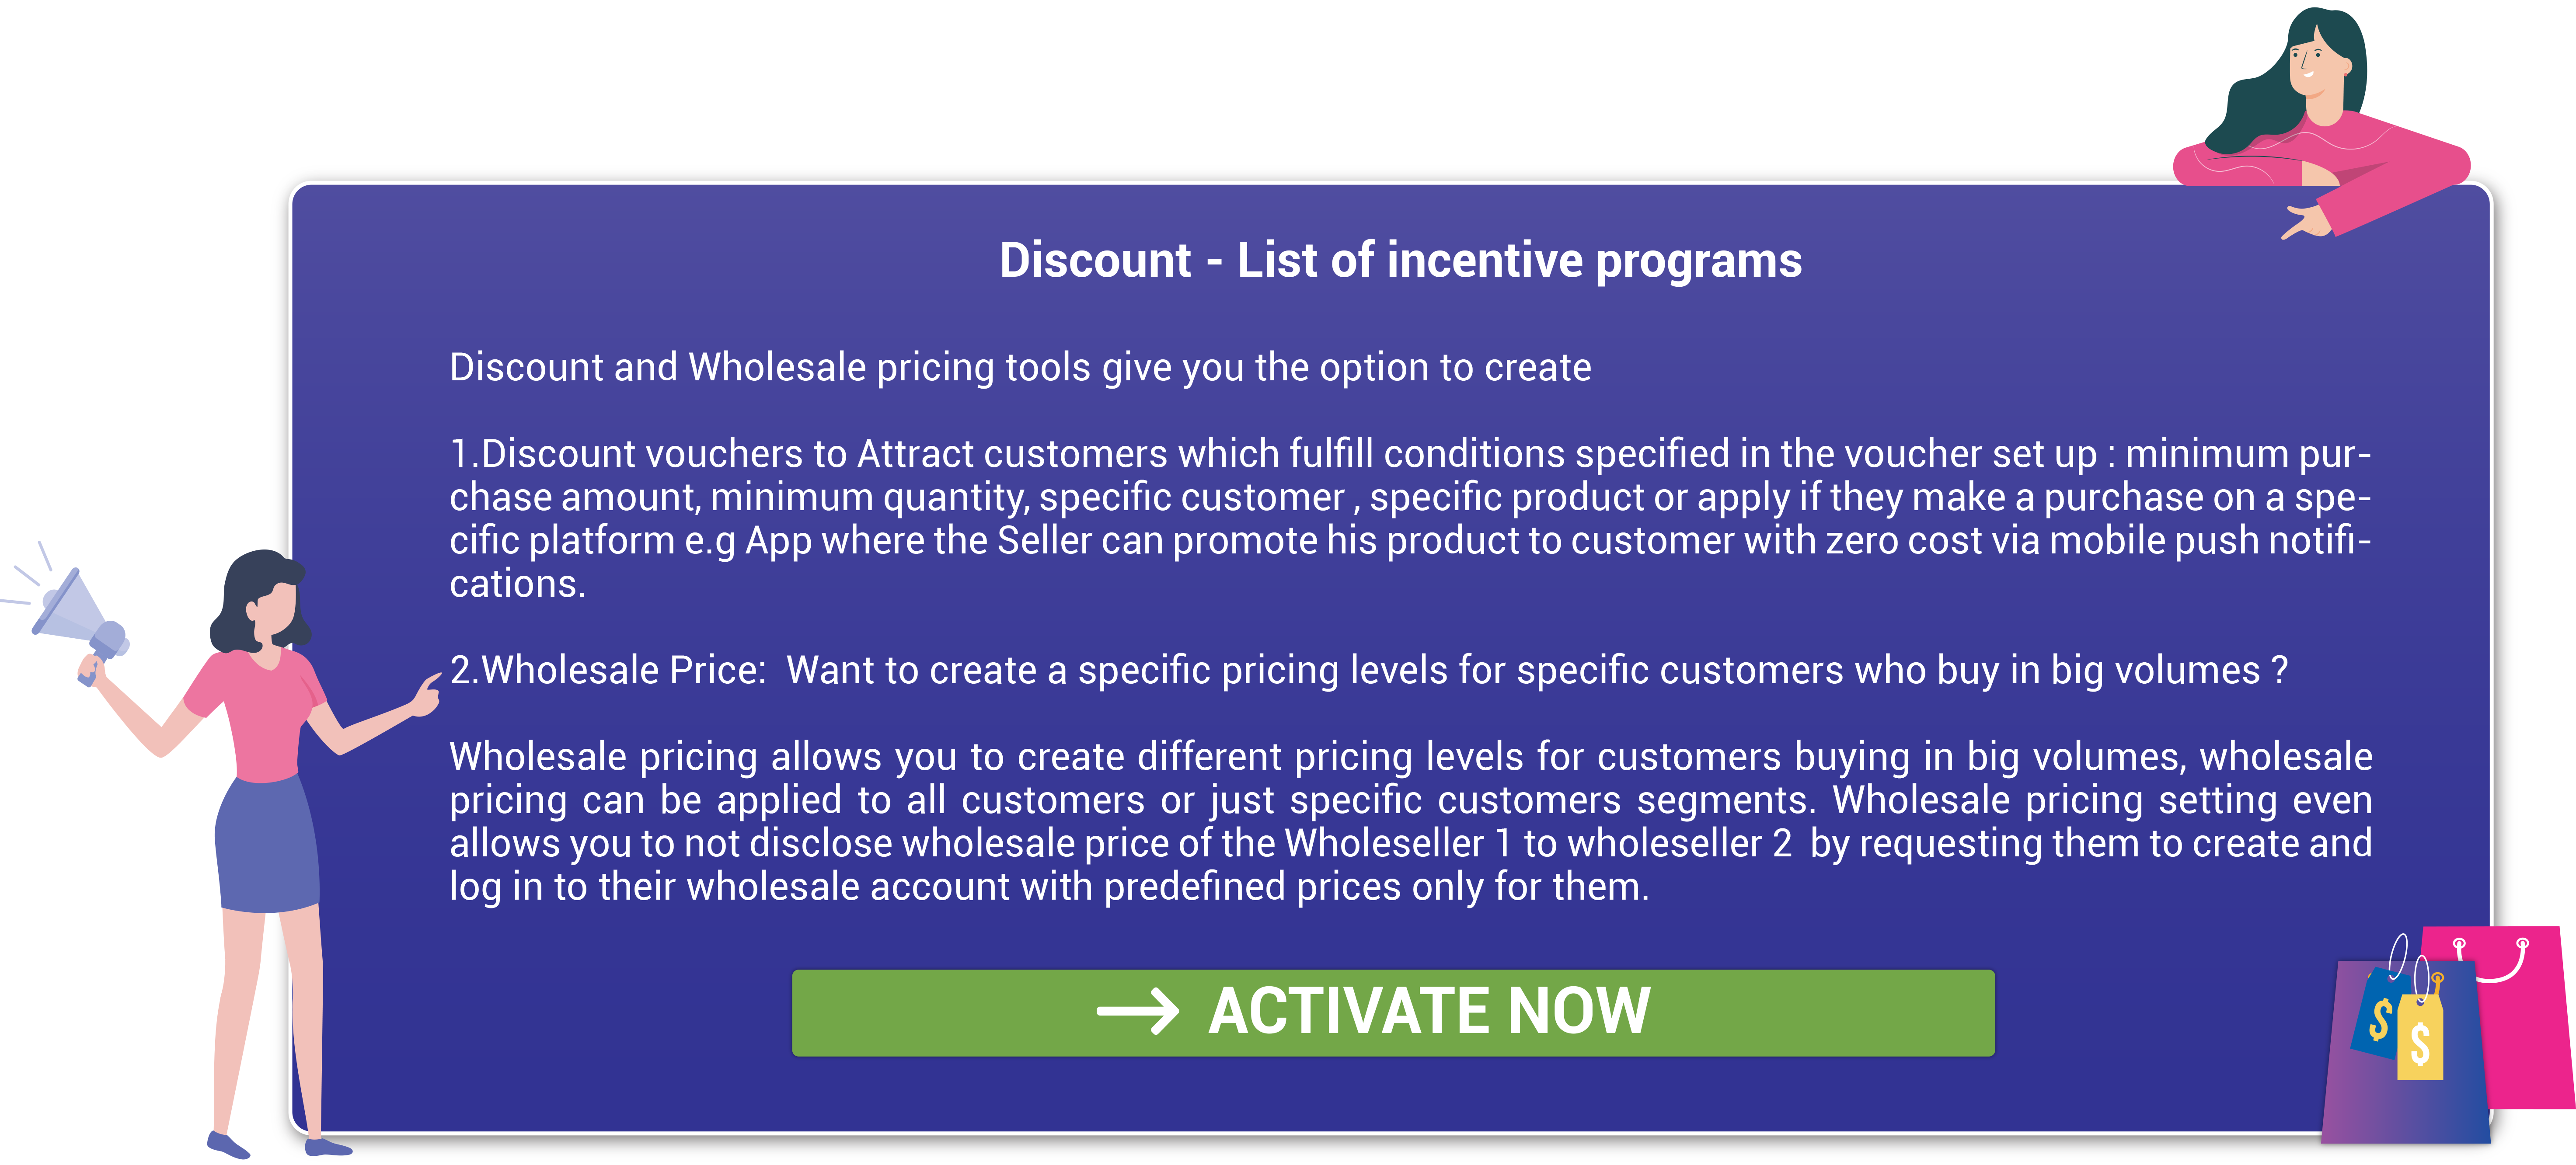 Discount - List of incentive programs
Discount and Wholesale pricing tools give you the option to create
1.Discount vouchers to Attract customers which fulfill conditions specified in the voucher set up : minimum pur-
chase amount, minimum quantity, specific customer , specific product or apply if they make a purchase on a spe-
cific platform e.g App where the Seller can promote his product to customer with zero cost via mobile push notifi-
cations.
2.Wholesale Price:  Want to create a specific pricing levels for specific customers who buy in big volumes ?
Wholesale pricing allows you to create different pricing levels for customers buying in big volumes, wholesale
pricing can be applied to all customers or just specific customers segments. Wholesale pricing setting even
allows you to not disclose wholesale price of the Wholeseller 1 to wholeseller 2  by requesting them to create and
log in to their wholesale account with predefined prices only for them.
→ ACTIVATE NOW
$
$